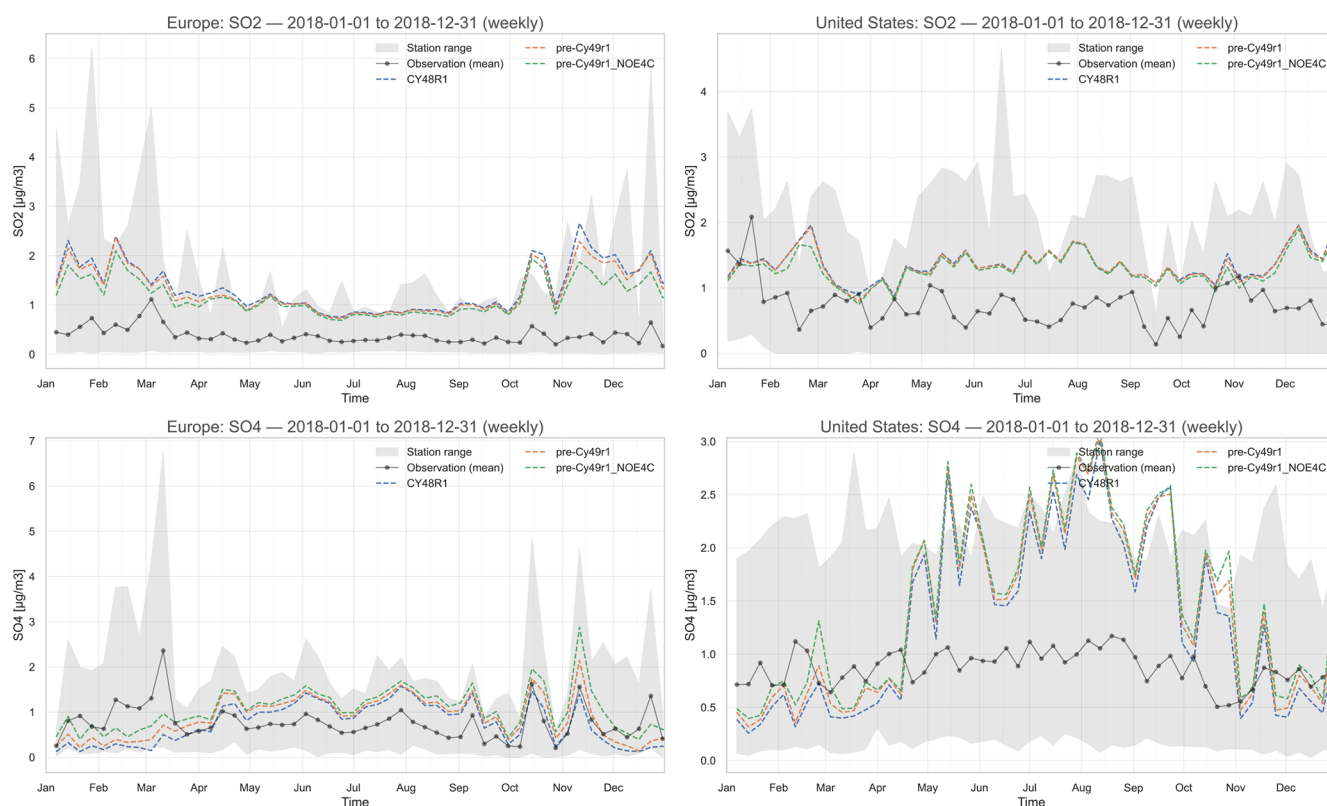 Europe: SO2 — 2018-01-01 to 2018-12-31 (weekly)
Station range
Observation (mean)
CY48R1
pre-Cy49r1
pre-Cy49r1_NOE4C
SO2 [µg/m3]
6
5
4
3
2
1
0
Jan Feb Mar Apr May Jun Jul Aug Sep Oct Nov Dec
Time
United States: SO2 — 2018-01-01 to 2018-12-31 (weekly)
Station range
Observation (mean)
CY48R1
pre-Cy49r1
pre-Cy49r1_NOE4C
SO2 [µg/m3]
4
3
2
1
0
Jan Feb Mar Apr May Jun Jul Aug Sep Oct Nov Dec
Time
Europe: SO4 — 2018-01-01 to 2018-12-31 (weekly)
Station range
Observation (mean)
CY48R1
pre-Cy49r1
pre-Cy49r1_NOE4C
SO4 [µg/m3]
7
6
5
4
3
2
1
0
Jan Feb Mar Apr May Jun Jul Aug Sep Oct Nov Dec
Time
United States: SO4 — 2018-01-01 to 2018-12-31 (weekly)
Station range
Observation (mean)
CY48R1
pre-Cy49r1
pre-Cy49r1_NOE4C
SO4 [µg/m3]
3.0
2.5
2.0
1.5
1.0
0.5
0.0
Jan Feb Mar Apr May Jun Jul Aug Sep Oct Nov Dec
Time